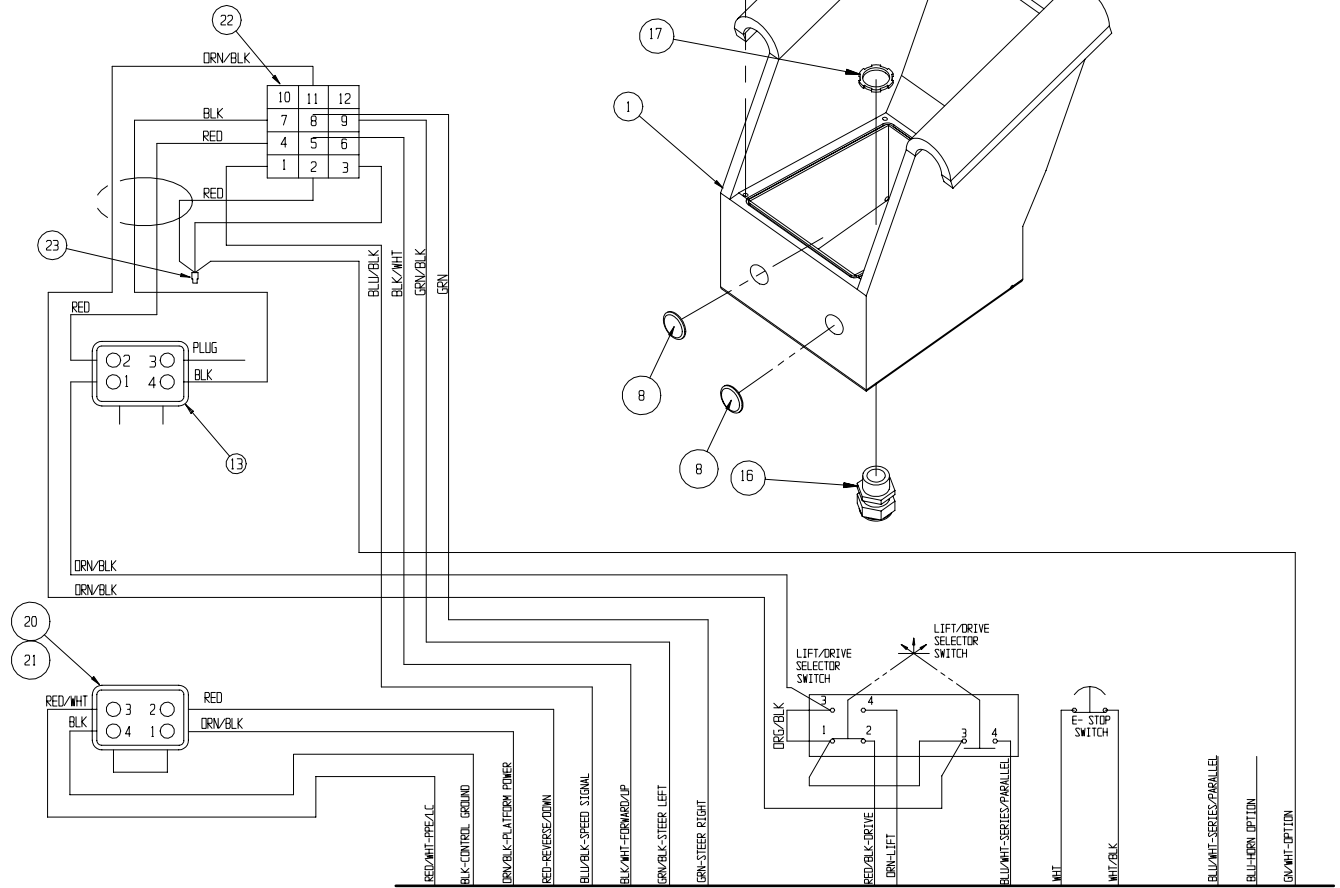 22
17
ORN/BLK
10 11 12
BLK
7 8 9
1
RED
4 5 6
1 2 3
RED
23
BLU/BLK
BLK/WHT
GRN/BLK
GRN
RED
PLUG
2 3
1 4
BLK
8
13
8
16
ORN/BLK
ORN/BLK
20
21
LIFT/DRIVE
SELECTOR
SWITCH
LIFT/DRIVE
SELECTOR
SWITCH
RED/WHT
RED
3 2
BLK
4 1
ORN/BLK
3 4
ORG/BLK
1 2
3 4
E- STOP
SWITCH
RED/WHT-PPE/LC
BLK-CONTROL GROUND
ORN/BLK-PLATFORM POWER
RED-REVERSE/DOWN
BLU/BLK-SPEED SIGNAL
BLK/WHT-FORWARD/UP
GRN/BLK-STEER LEFT
GRN-STEER RIGHT
RED/BLK-DRIVE
ORN-LIFT
BLU/WHT-SERIES/PARALLEL
WHT
WHT/BLK
BLU/WHT-SERIES/PARALLEL
BLU-HORN OPTION
GN/WHT-OPTION